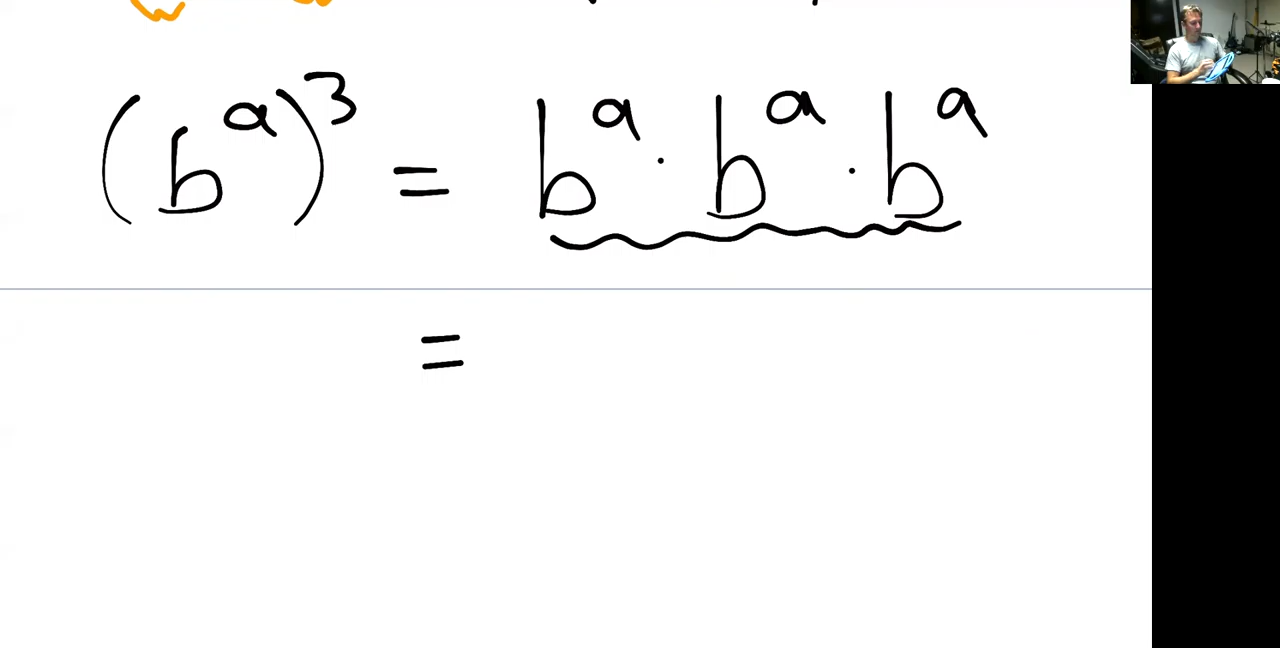 (b^a)^3 = b^a · b^a · b^a
=